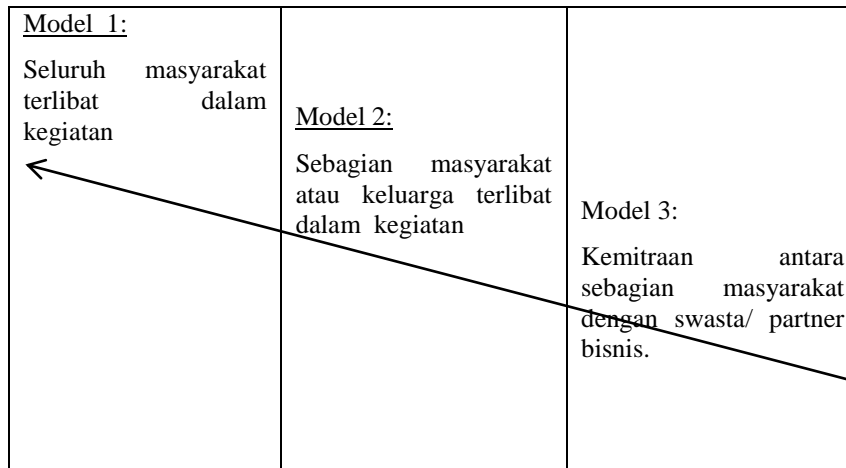 Model 1:
Seluruh masyarakat
terlibat dalam
kegiatan
Model 2:
Sebagian masyarakat
atau keluarga terlibat
dalam kegiatan
Model 3:
Kemitraan antara
sebagian masyarakat
dengan swasta/ partner
bisnis.